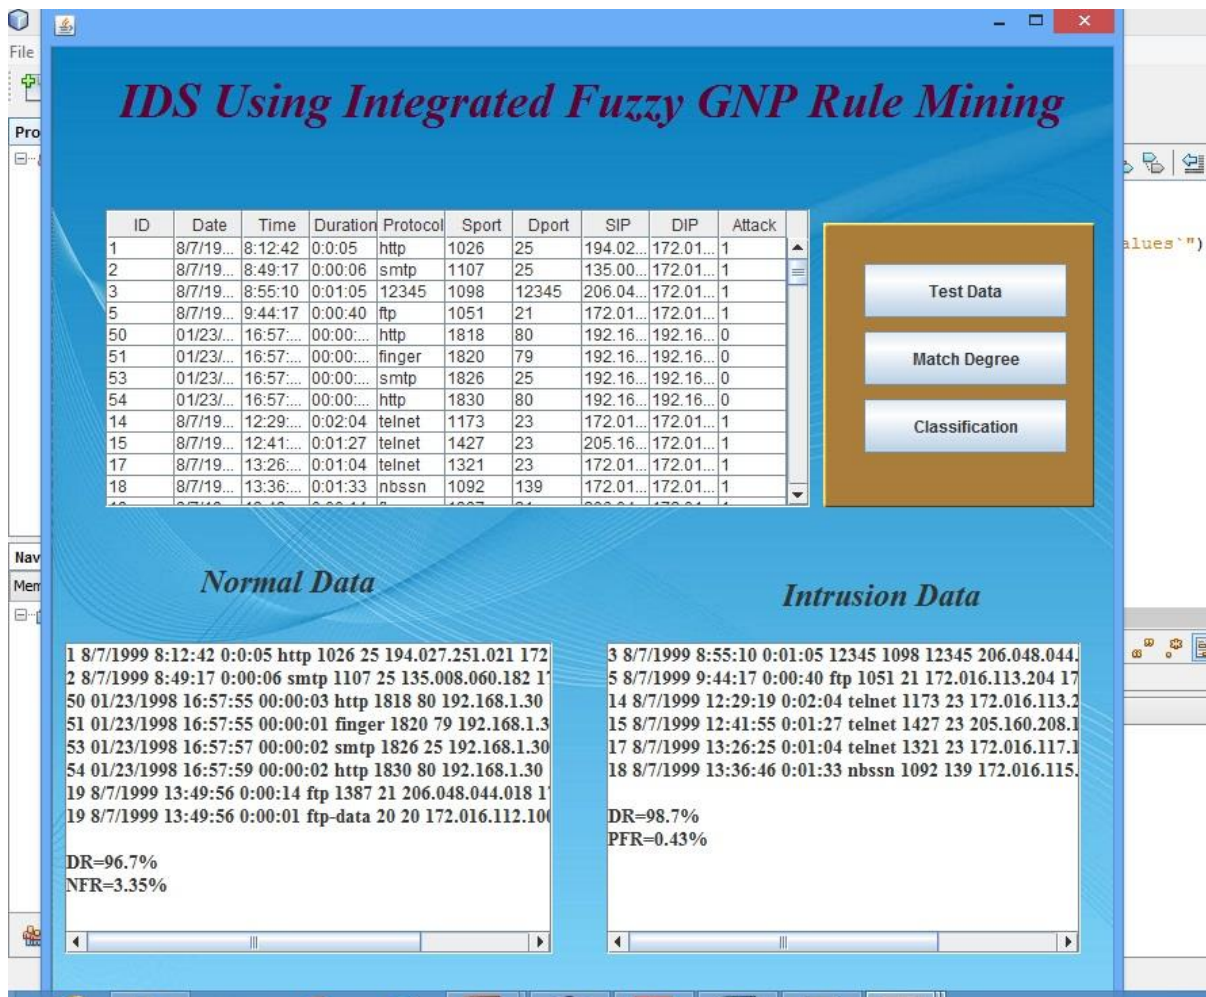 File
IDS Using Integrated Fuzzy GNP Rule Mining
Pro
ID Date Time Duration Protocol Sport Dport SIP DIP Attack
1 8/7/19... 8:12:42 0:0:05 http 1026 25 194.02... 172.01... 1
2 8/7/19... 8:49:17 0:00:06 smtp 1107 25 135.00... 172.01... 1
3 8/7/19... 8:55:10 0:01:05 12345 1098 12345 206.04... 172.01... 1
5 8/7/19... 9:44:17 0:00:40 ftp 1051 21 172.01... 172.01... 1
50 01/23/... 16:57:... 00:00:... http 1818 80 192.16... 192.16... 0
51 01/23/... 16:57:... 00:00:... finger 1820 79 192.16... 192.16... 0
53 01/23/... 16:57:... 00:00:... smtp 1826 25 192.16... 192.16... 0
54 01/23/... 16:57:... 00:00:... http 1830 80 192.16... 192.16... 0
14 8/7/19... 12:29:... 0:02:04 telnet 1173 23 172.01... 172.01... 1
15 8/7/19... 12:41:... 0:01:27 telnet 1427 23 205.16... 172.01... 1
17 8/7/19... 13:26:... 0:01:04 telnet 1321 23 172.01... 172.01... 1
18 8/7/19... 13:36:... 0:01:33 nbssn 1092 139 172.01... 172.01... 1
alues`")
Test Data
Match Degree
Classification
Nav
Mem
Normal Data
1 8/7/1999 8:12:42 0:0:05 http 1026 25 194.027.251.021 172
2 8/7/1999 8:49:17 0:00:06 smtp 1107 25 135.008.060.182 1
50 01/23/1998 16:57:55 00:00:03 http 1818 80 192.168.1.30
51 01/23/1998 16:57:55 00:00:01 finger 1820 79 192.168.1.3
53 01/23/1998 16:57:57 00:00:02 smtp 1826 25 192.168.1.30
54 01/23/1998 16:57:59 00:00:02 http 1830 80 192.168.1.30
19 8/7/1999 13:49:56 0:00:14 ftp 1387 21 206.048.044.018 1
19 8/7/1999 13:49:56 0:00:01 ftp-data 20 20 172.016.112.10
DR=96.7%
NFR=3.35%
Intrusion Data
3 8/7/1999 8:55:10 0:01:05 12345 1098 12345 206.048.044.
5 8/7/1999 9:44:17 0:00:40 ftp 1051 21 172.016.113.204 17
14 8/7/1999 12:29:19 0:02:04 telnet 1173 23 172.016.113.2
15 8/7/1999 12:41:55 0:01:27 telnet 1427 23 205.160.208.1
17 8/7/1999 13:26:25 0:01:04 telnet 1321 23 172.016.117.1
18 8/7/1999 13:36:46 0:01:33 nbssn 1092 139 172.016.115.
DR=98.7%
PFR=0.43%